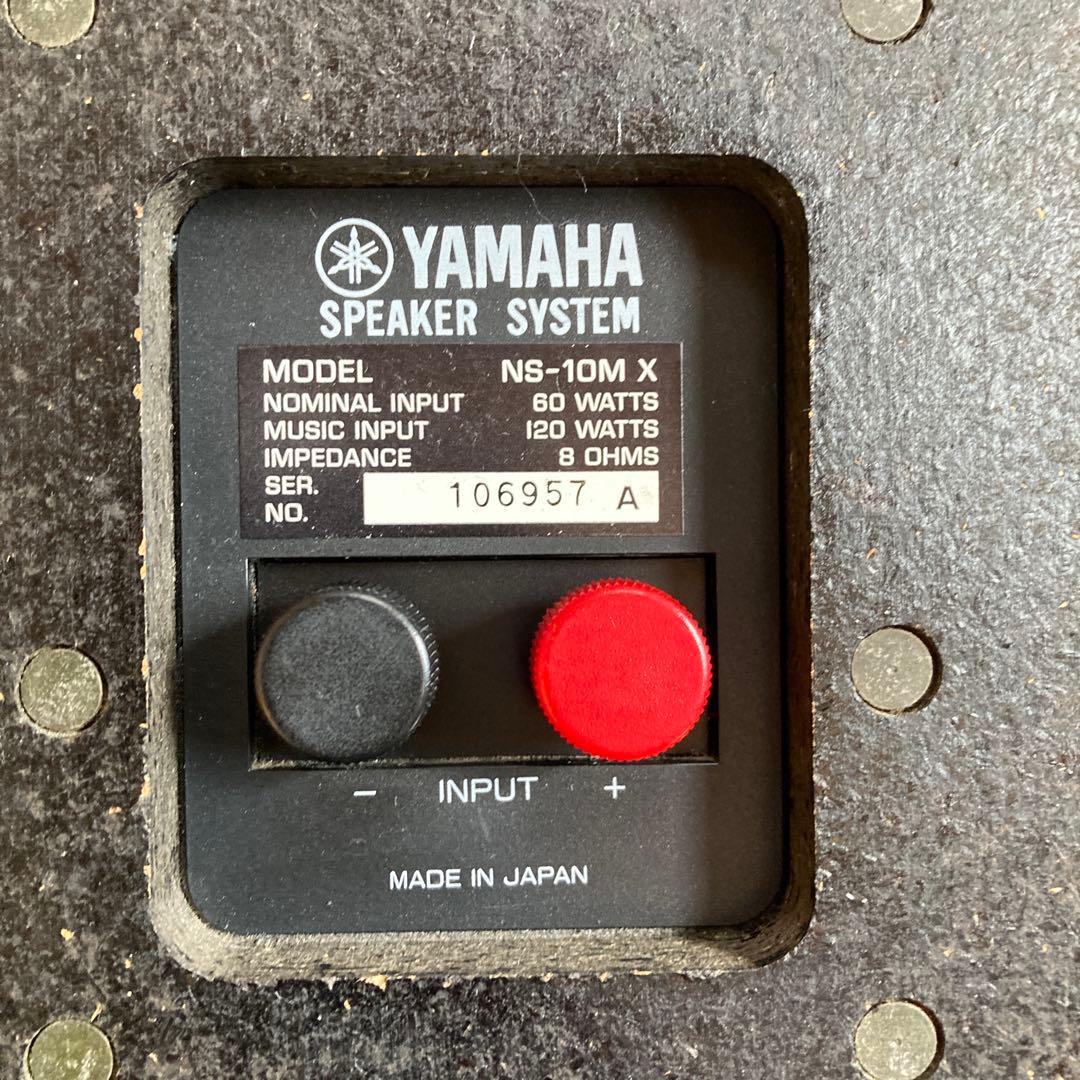 YAMAHA
SPEAKER SYSTEM
MODEL NS-10M X
NOMINAL INPUT 60 WATTS
MUSIC INPUT 120 WATTS
IMPEDANCE 8 OHMS
SER.
NO. 106957 A
- INPUT +
MADE IN JAPAN